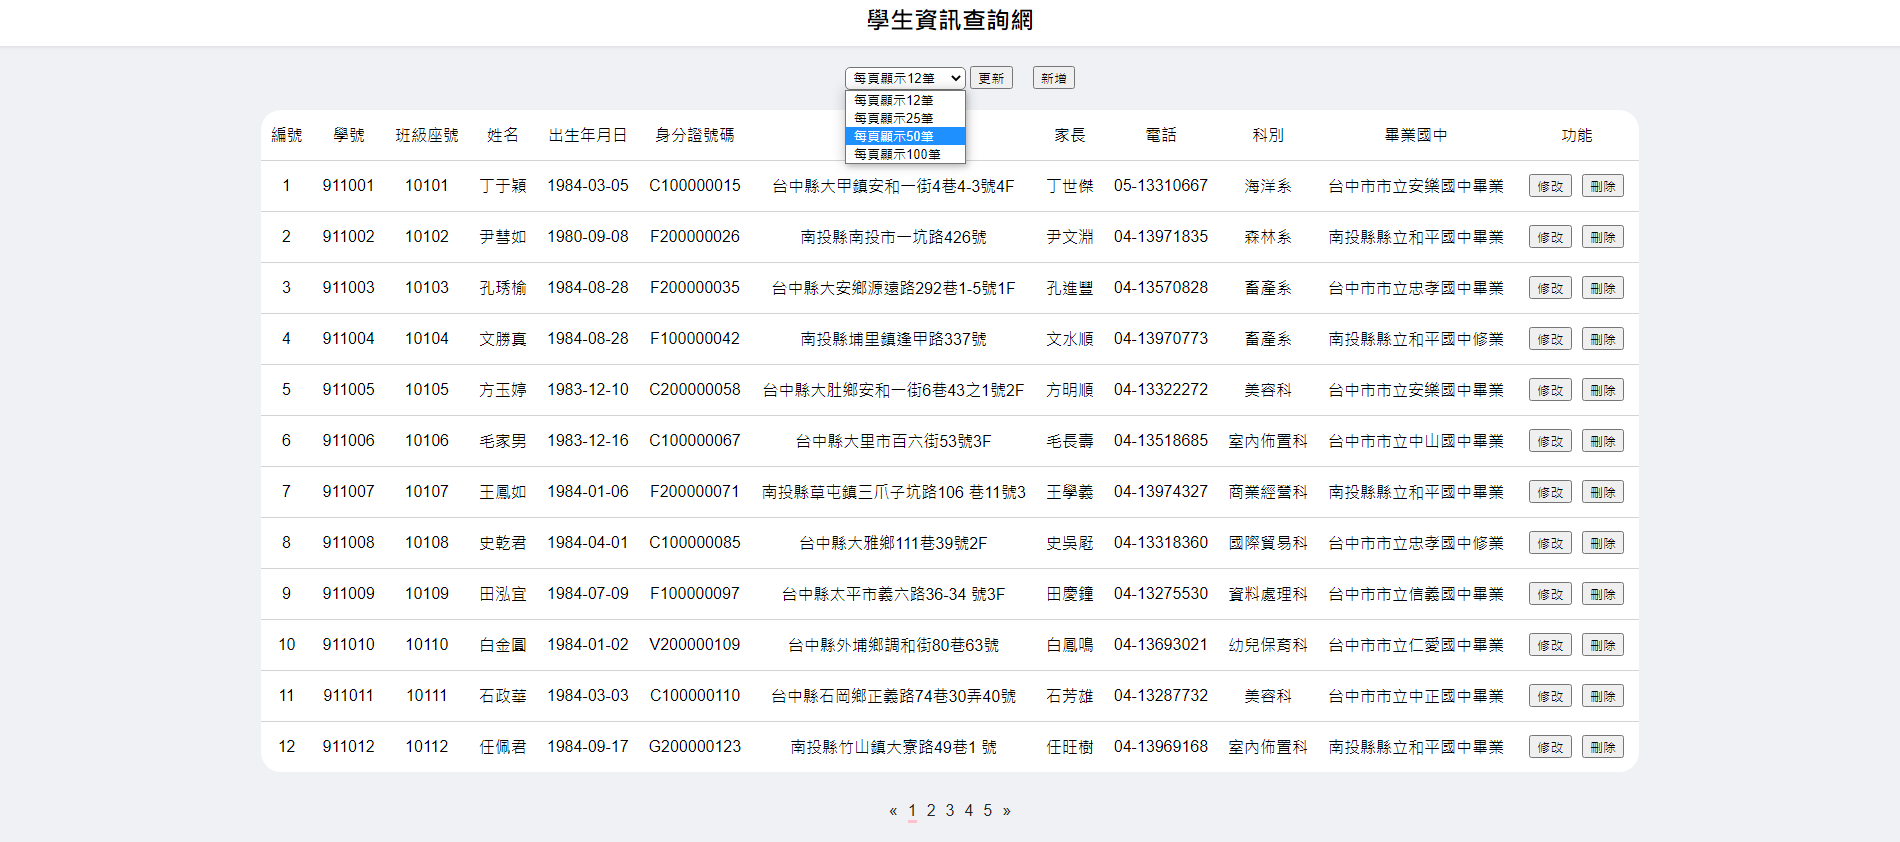 學生資訊查詢網
每頁顯示12筆 更新 新增
每頁顯示12筆
每頁顯示25筆
每頁顯示50筆
每頁顯示100筆
編號 學號 班級座號 姓名 出生年月日 身分證號碼 家長 電話 科別 畢業國中 功能
1 911001 10101 丁于穎 1984-03-05 C100000015 台中縣大甲鎮安和一街4巷4-3號4F 丁世傑 05-13310667 海洋系 台中市市立安樂國中畢業 修改 刪除
2 911002 10102 尹彗如 1980-09-08 F200000026 南投縣南投市一坑路426號 尹文淵 04-13971835 森林系 南投縣縣立和平國中畢業 修改 刪除
3 911003 10103 孔琇榆 1984-08-28 F200000035 台中縣大安鄉源遠路292巷1-5號1F 孔進豐 04-13570828 畜產系 台中市市立忠孝國中畢業 修改 刪除
4 911004 10104 文勝真 1984-08-28 F100000042 南投縣埔里鎮逢甲路337號 文水順 04-13970773 畜產系 南投縣縣立和平國中修業 修改 刪除
5 911005 10105 方玉婷 1983-12-10 C200000058 台中縣大肚鄉安和一街6巷43之1號2F 方明順 04-13322272 美容科 台中市市立安樂國中畢業 修改 刪除
6 911006 10106 毛家男 1983-12-16 C100000067 台中縣大里市百六街53號3F 毛長壽 04-13518685 室內佈置科 台中市市立中山國中畢業 修改 刪除
7 911007 10107 王鳳如 1984-01-06 F200000071 南投縣草屯鎮三爪子坑路106 巷11號3 王學義 04-13974327 商業經營科 南投縣縣立和平國中畢業 修改 刪除
8 911008 10108 史乾君 1984-04-01 C100000085 台中縣大雅鄉111巷39號2F 史吳 04-13318360 國際貿易科 台中市市立忠孝國中修業 修改 刪除
9 911009 10109 田泓宜 1984-07-09 F100000097 台中縣太平市義六路36-34 號3F 田慶鐘 04-13275530 資料處理科 台中市市立信義國中畢業 修改 刪除
10 911010 10110 白金圓 1984-01-02 V200000109 台中縣外埔鄉調和街80巷63號 白鳳鳴 04-13693021 幼兒保育科 台中市市立仁愛國中畢業 修改 刪除
11 911011 10111 石政華 1984-03-03 C100000110 台中縣石岡鄉正義路74巷30弄40號 石芳雄 04-13287732 美容科 台中市市立中正國中畢業 修改 刪除
12 911012 10112 任佩君 1984-09-17 G200000123 南投縣竹山鎮大寮路49巷1 號 任旺樹 04-13969168 室內佈置科 南投縣縣立和平國中畢業 修改 刪除
« 1 2 3 4 5 »